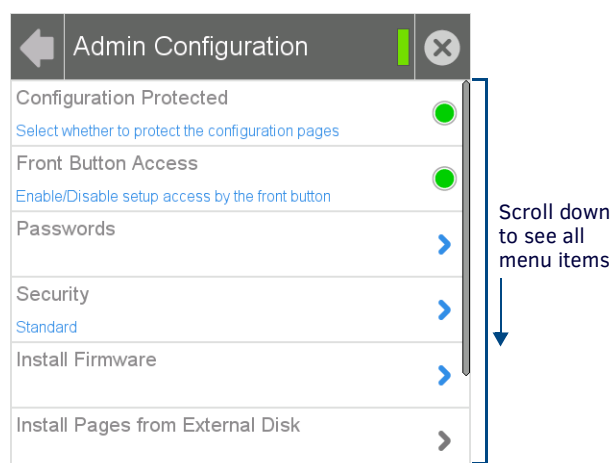 Admin Configuration
Configuration Protected
Select whether to protect the configuration pages
Front Button Access
Enable/Disable setup access by the front button
Passwords
Security
Standard
Install Firmware
Install Pages from External Disk
Scroll down
to see all
menu items